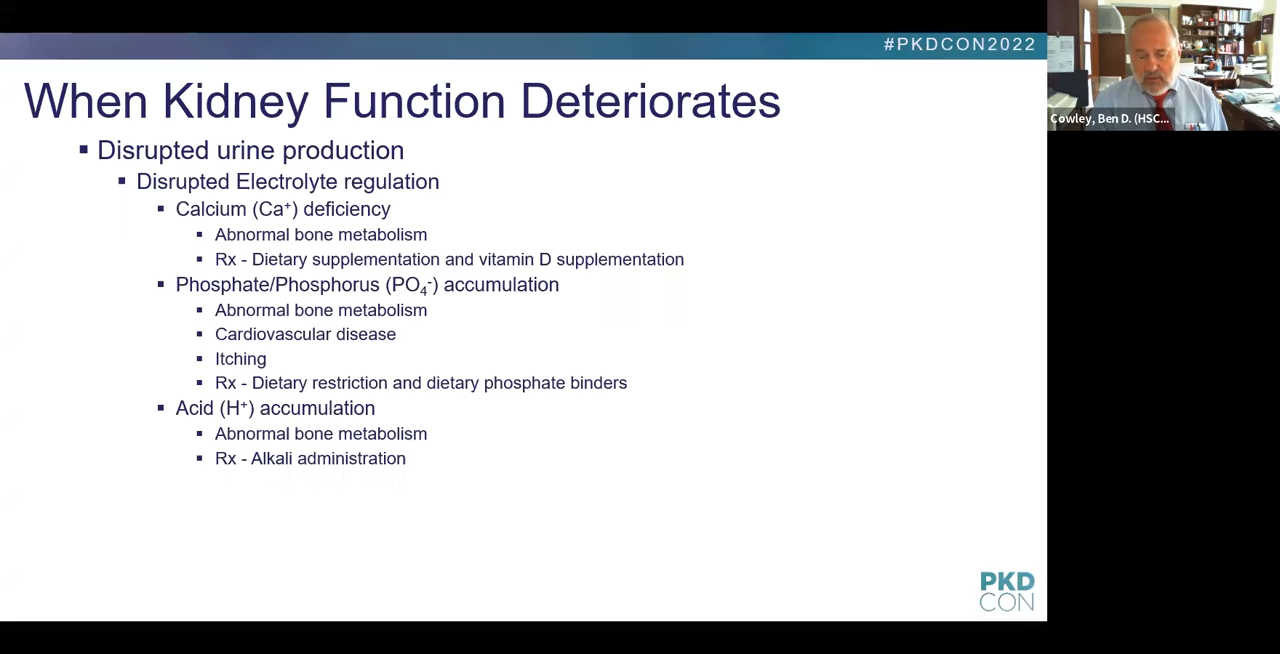 #PKDCON2022
When Kidney Function Deteriorates
▪ Disrupted urine production
▪ Disrupted Electrolyte regulation
▪ Calcium (Ca⁺) deficiency
▪ Abnormal bone metabolism
▪ Rx - Dietary supplementation and vitamin D supplementation
▪ Phosphate/Phosphorus (PO₄⁻) accumulation
▪ Abnormal bone metabolism
▪ Cardiovascular disease
▪ Itching
▪ Rx - Dietary restriction and dietary phosphate binders
▪ Acid (H⁺) accumulation
▪ Abnormal bone metabolism
▪ Rx - Alkali administration
PKD
CON
Cowley, Ben D. (HSC...